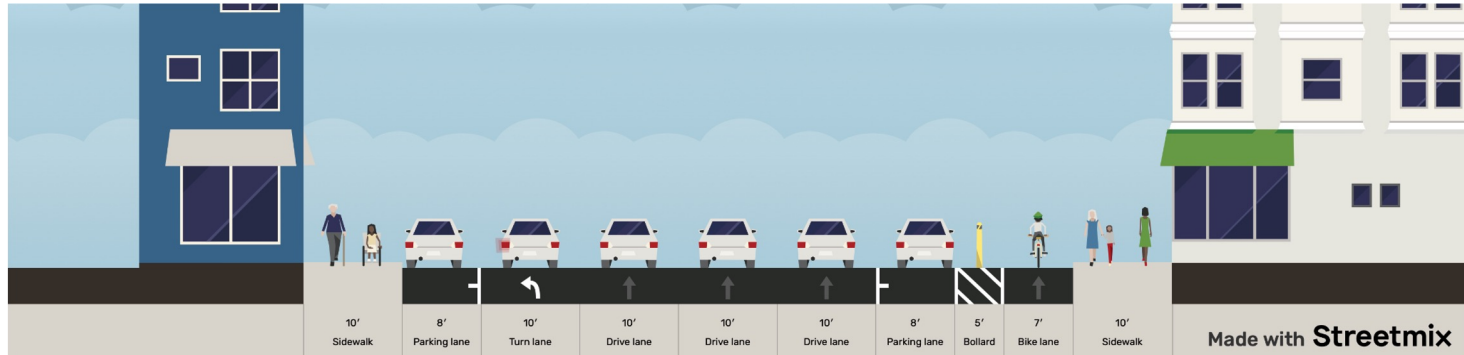 10′
Sidewalk
8′
Parking lane
10′
Turn lane
10′
Drive lane
10′
Drive lane
10′
Drive lane
8′
Parking lane
5′
Bollard
7′
Bike lane
10′
Sidewalk
Made with Streetmix